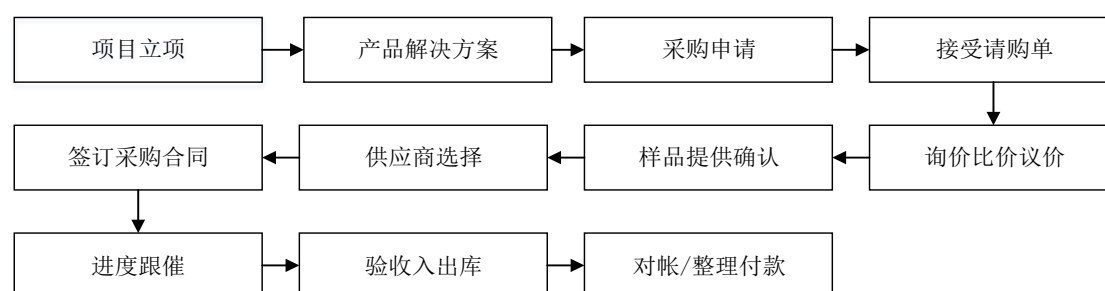 项目立项
产品解决方案
采购申请
接受请购单
询价比价议价
样品提供确认
供应商选择
签订采购合同
进度跟催
验收入出库
对帐/整理付款